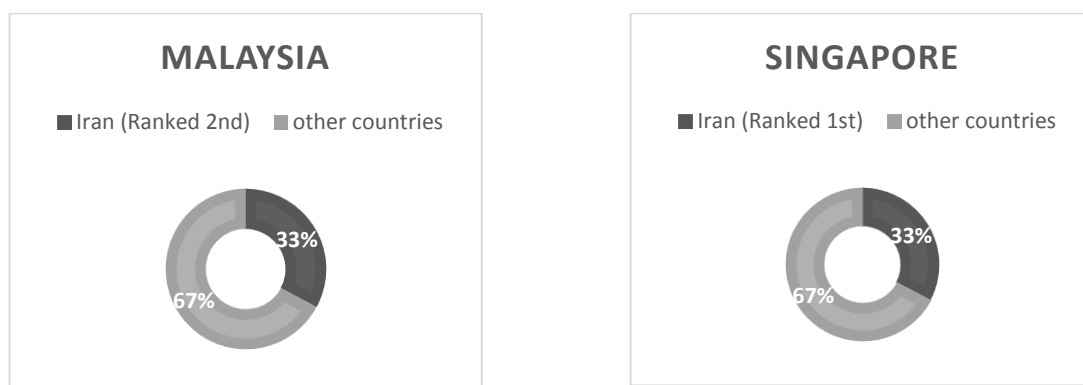 MALAYSIA
Iran (Ranked 2nd) other countries
33%
67%
SINGAPORE
Iran (Ranked 1st) other countries
33%
67%